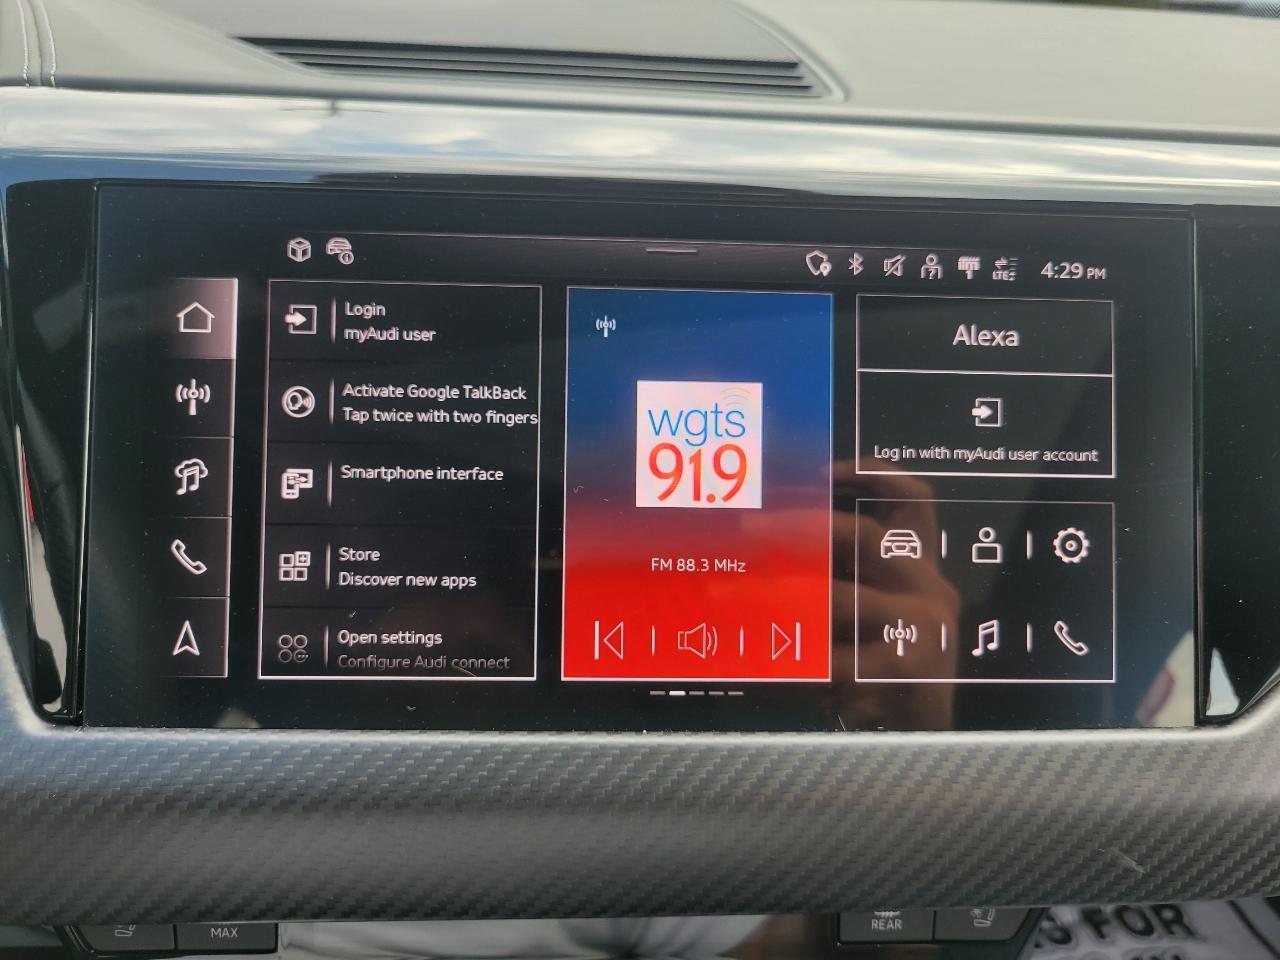 LTE
4:29 PM
Login
myAudi user
Activate Google TalkBack
Tap twice with two fingers
Smartphone interface
Store
Discover new apps
Open settings
Configure Audi connect
wgts
91.9
FM 88.3 MHz
Alexa
Log in with myAudi user account
MAX
REAR
FOR